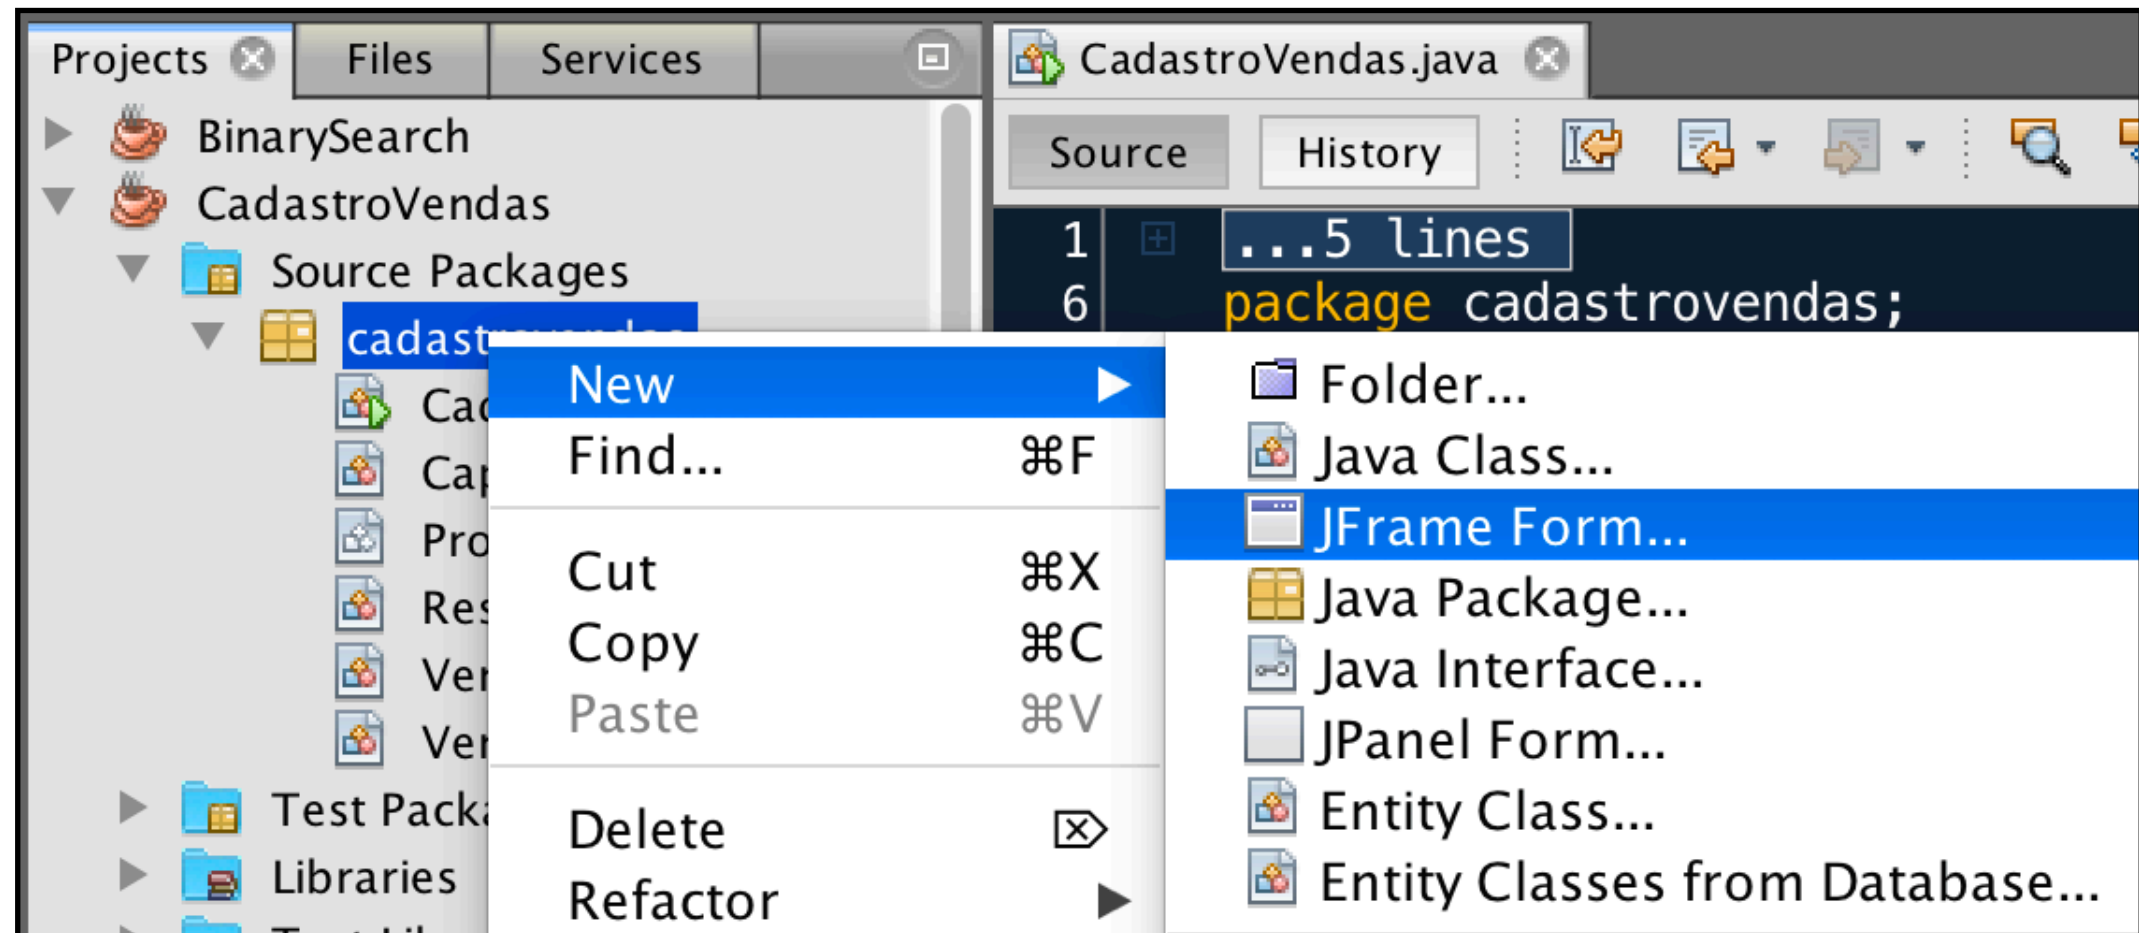 Projects Files Services
CadastroVendas.java
BinarySearch
CadastroVendas
Source Packages
Source History
1 ...5 lines
6 package cadastrovendas;
New
Find... ⌘F
Cut ⌘X
Copy ⌘C
Paste ⌘V
Delete ⌦
Refactor
Folder...
Java Class...
JFrame Form...
Java Package...
Java Interface...
JPanel Form...
Entity Class...
Entity Classes from Database...
Test Packa
Libraries